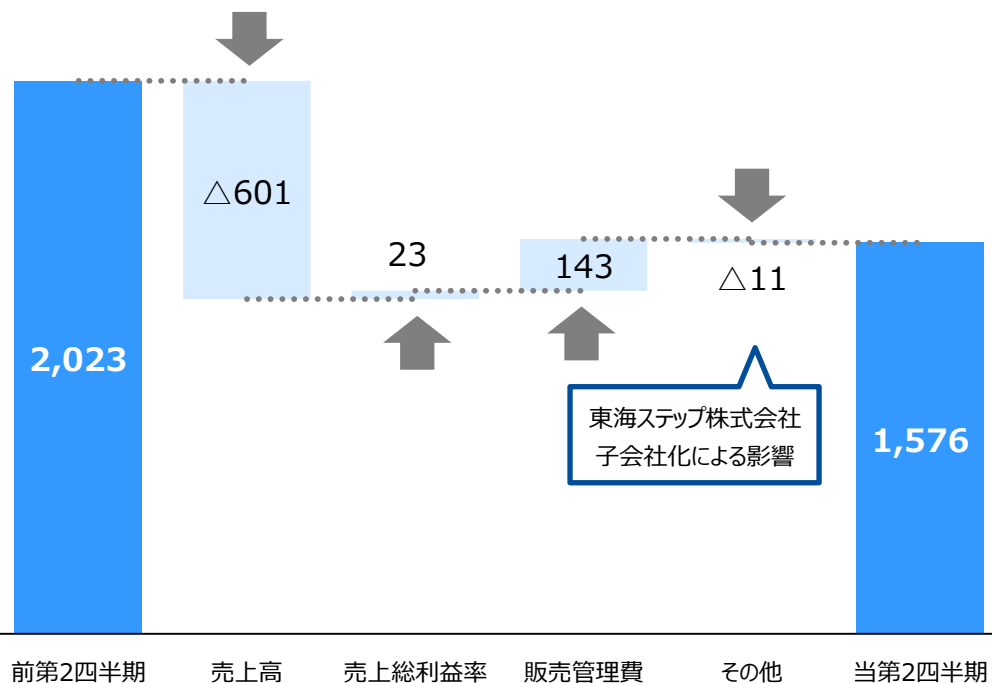 △601
23
143
△11
2,023
東海ステップ株式会社
子会社化による影響
1,576
前第2四半期 売上高 売上総利益率 販売管理費 その他 当第2四半期